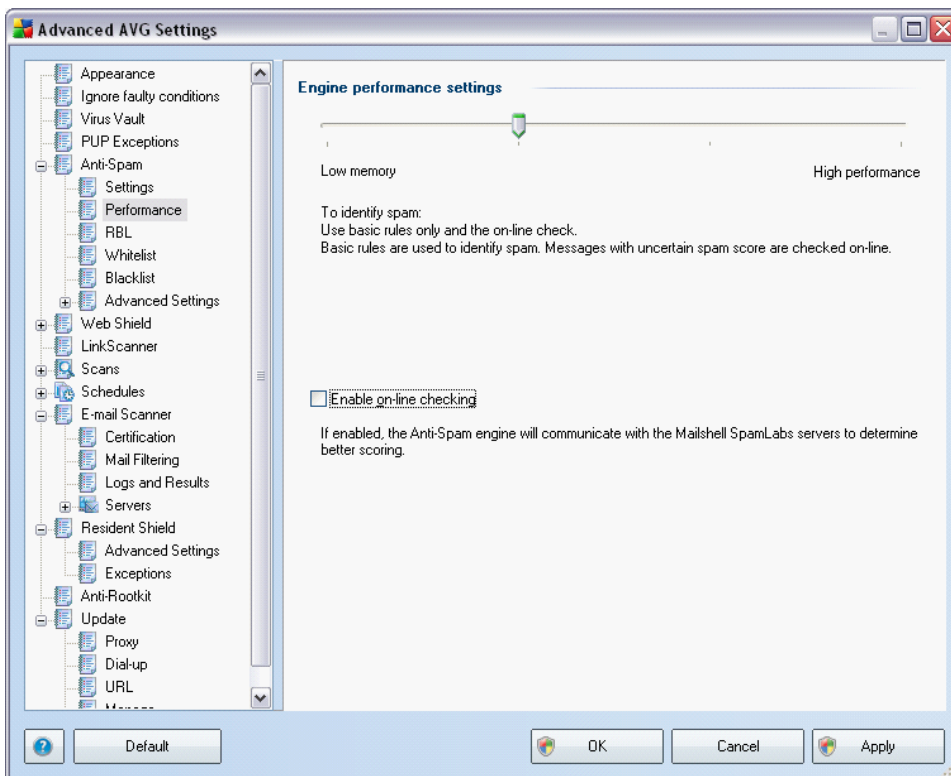 Advanced AVG Settings
Appearance
Ignore faulty conditions
Virus Vault
PUP Exceptions
Anti-Spam
Settings
Performance
RBL
Whitelist
Blacklist
Advanced Settings
Web Shield
LinkScanner
Scans
Schedules
E-mail Scanner
Certification
Mail Filtering
Logs and Results
Servers
Resident Shield
Advanced Settings
Exceptions
Anti-Rootkit
Update
Proxy
Dial-up
URL
Engine performance settings
Low memory
High performance
To identify spam:
Use basic rules only and the on-line check.
Basic rules are used to identify spam. Messages with uncertain spam score are checked on-line.
Enable on-line checking
If enabled, the Anti-Spam engine will communicate with the Mailshell SpamLabs servers to determine
better scoring.
Default
OK
Cancel
Apply